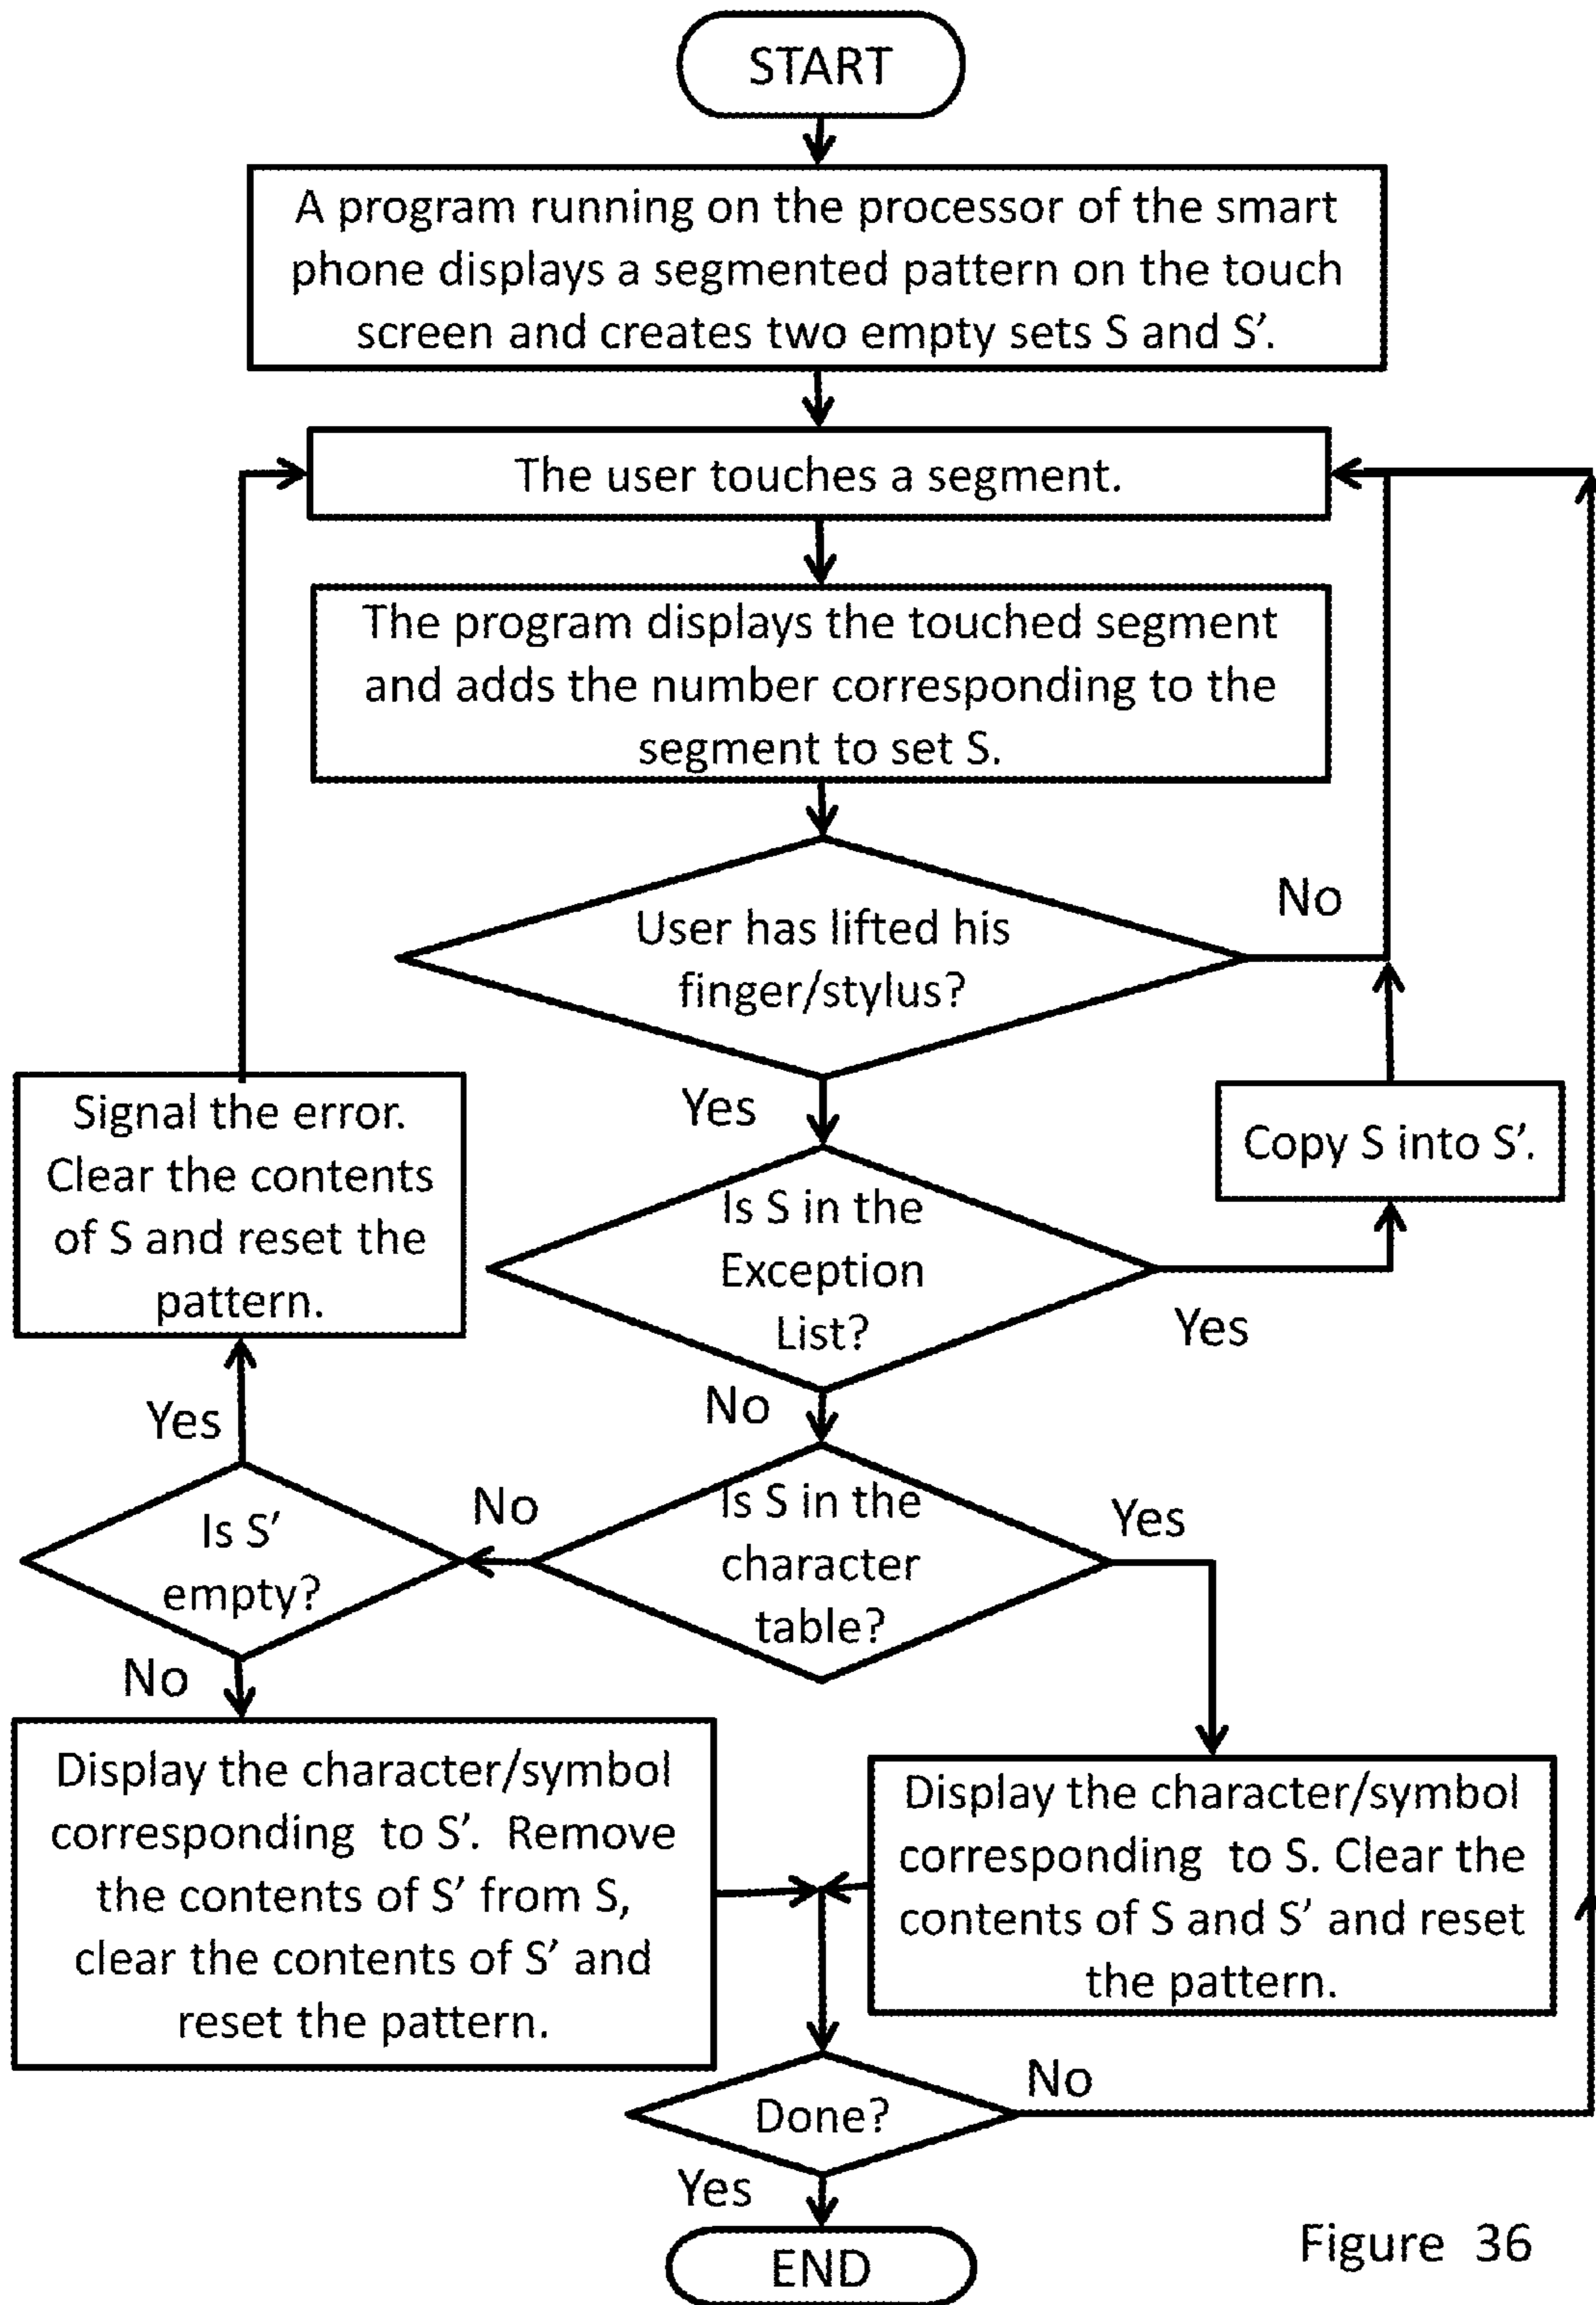 START
A program running on the processor of the smart
phone displays a segmented pattern on the touch
screen and creates two empty sets S and S’.
The user touches a segment.
The program displays the touched segment
and adds the number corresponding to the
segment to set S.
User has lifted his
finger/stylus?
No
Yes
Copy S into S’.
Signal the error.
Clear the contents
of S and reset the
pattern.
Is S in the
Exception
List?
Yes
No
Is S in the
character
table?
Yes
No
Is S’
empty?
Yes
No
Display the character/symbol
corresponding to S’. Remove
the contents of S’ from S,
clear the contents of S’ and
reset the pattern.
Display the character/symbol
corresponding to S. Clear the
contents of S and S’ and reset
the pattern.
Done?
No
Yes
END
Figure 36